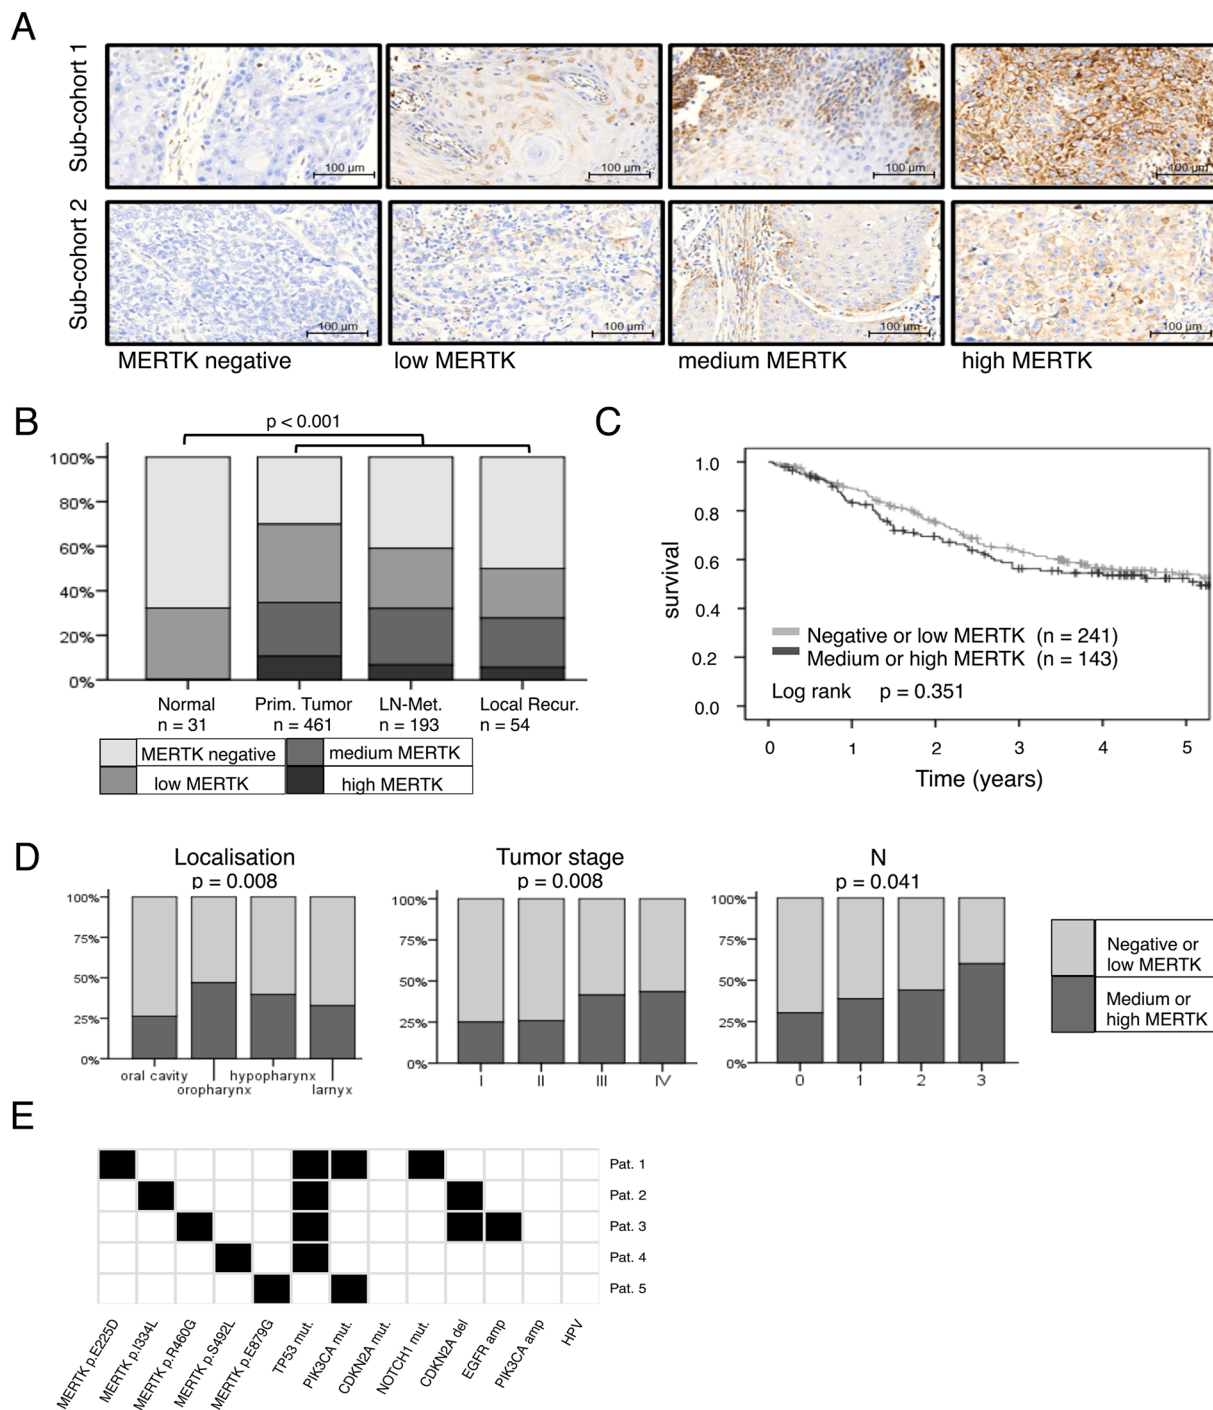 A
Sub-cohort 1
100 µm
100 µm
100 µm
100 µm
Sub-cohort 2
100 µm
100 µm
100 µm
100 µm
MERTK negative
low MERTK
medium MERTK
high MERTK
B
p < 0.001
100%
80%
60%
40%
20%
0%
Normal
n = 31
Prim. Tumor
n = 461
LN-Met.
n = 193
Local Recur.
n = 54
MERTK negative
medium MERTK
low MERTK
high MERTK
C
survival
1.0
0.8
0.6
0.4
0.2
0.0
Negative or low MERTK (n = 241)
Medium or high MERTK (n = 143)
Log rank p = 0.351
0 1 2 3 4 5
Time (years)
D
Localisation
p = 0.008
100%
75%
50%
25%
0%
oral cavity
oropharynx
hypopharynx
larnyx
Tumor stage
p = 0.008
100%
75%
50%
25%
0%
I II III IV
N
p = 0.041
100%
75%
50%
25%
0%
0 1 2 3
Negative or
low MERTK
Medium or
high MERTK
E
Pat. 1
Pat. 2
Pat. 3
Pat. 4
Pat. 5
MERTK p.E225D
MERTK p.I334L
MERTK p.R460G
MERTK p.S492L
MERTK p.E879G
TP53 mut.
PIK3CA mut.
CDKN2A mut.
NOTCH1 mut.
CDKN2A del
EGFR amp
PIK3CA amp
HPV